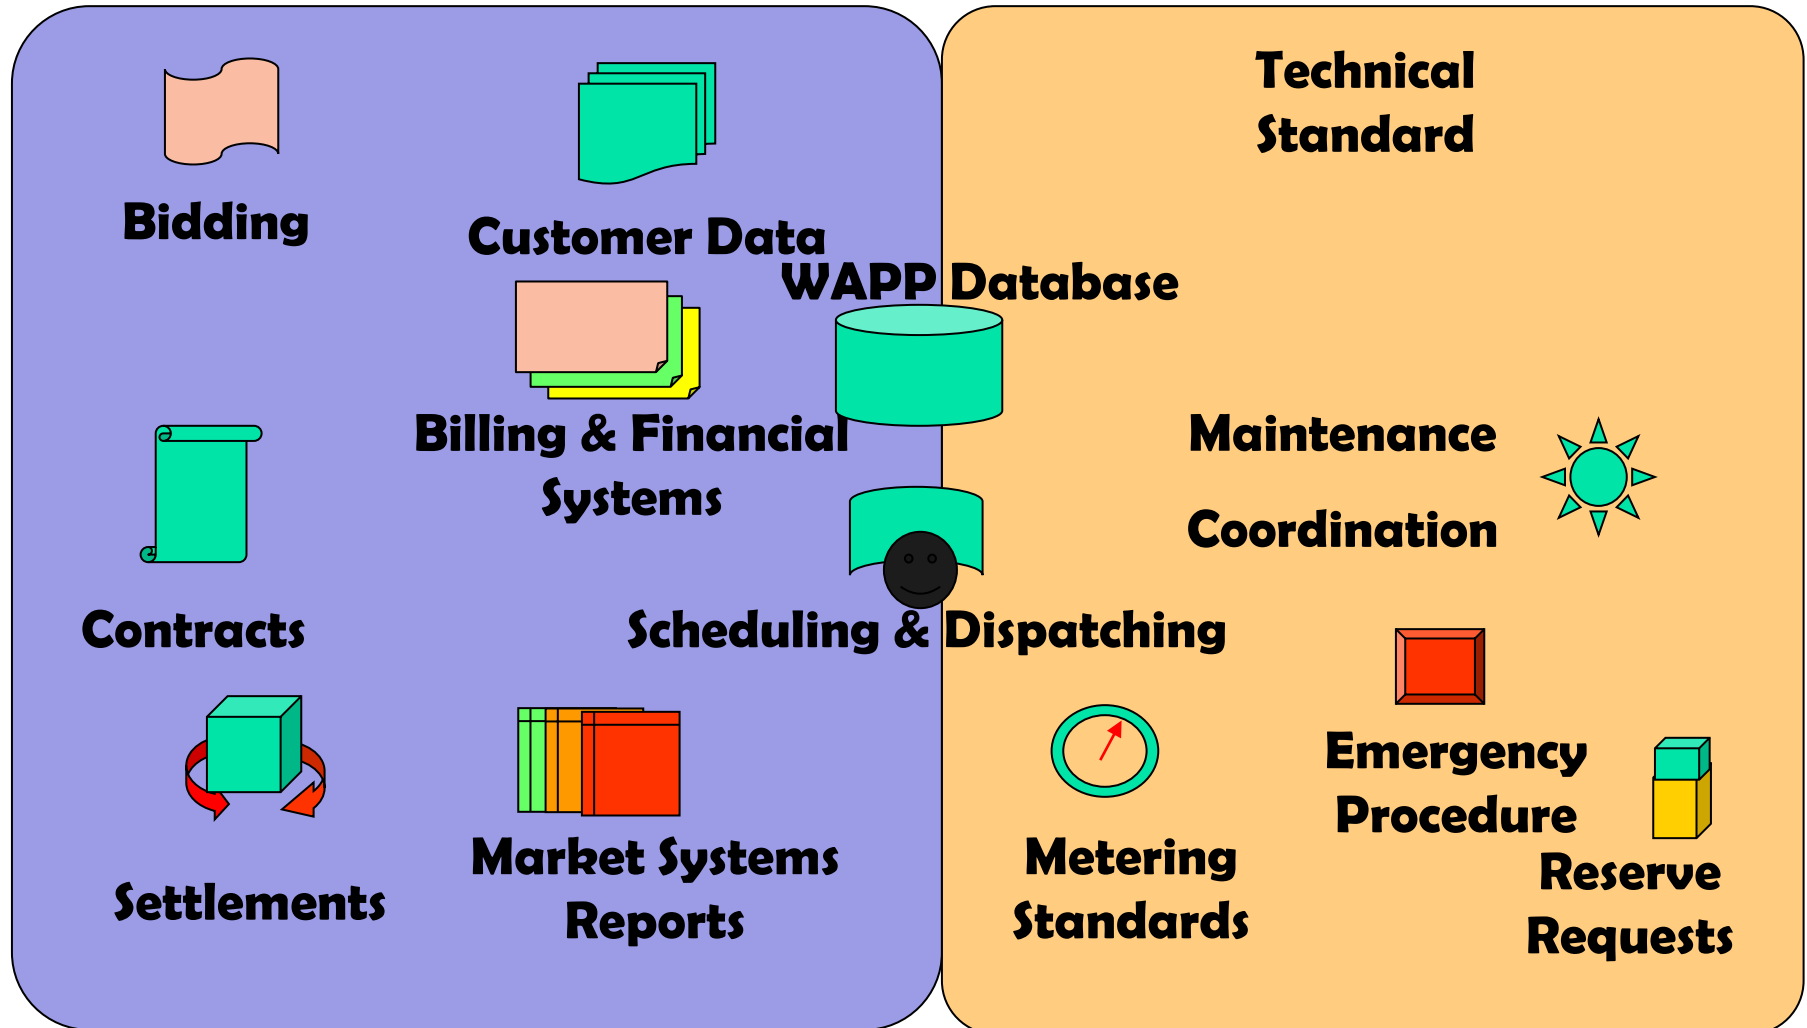 Technical
Standard
Bidding
Customer Data
WAPP Database
Billing & Financial
Systems
Maintenance
Coordination
Contracts
Scheduling & Dispatching
Emergency
Procedure
Settlements
Market Systems
Reports
Metering
Standards
Reserve
Requests